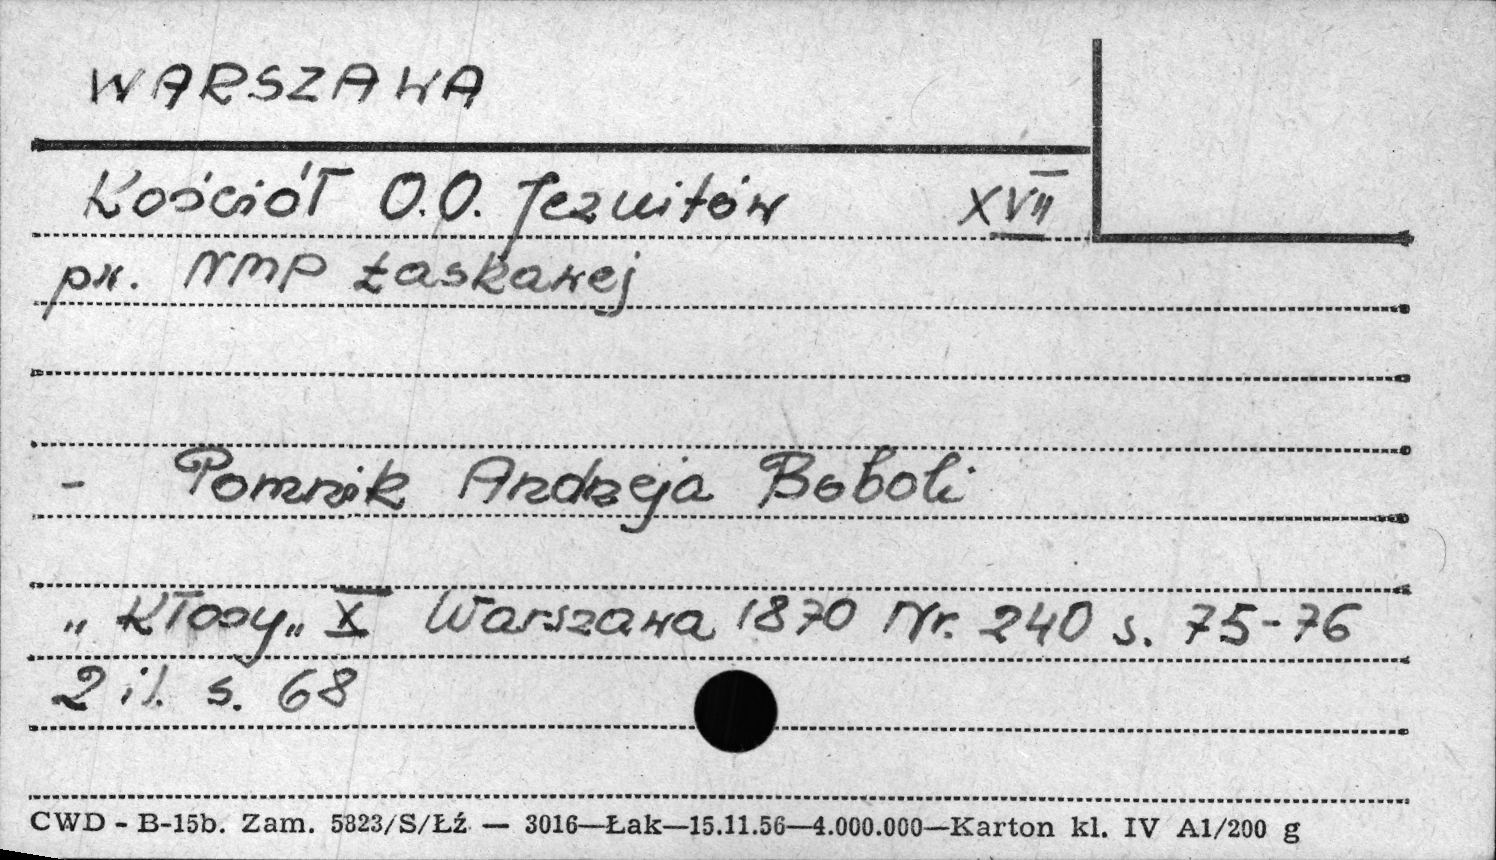 WARSZAWA
Kościół O.O. Jezuitów XVII
pw. NMP Łaskawej
- Pomnik Andrzeja Boboli
„Kłosy„ X Warszawa 1870 Nr. 240 s. 75-76
2 il. s. 68
CWD - B-15b. Zam. 5823/S/Łź — 3016—Łak—15.11.56—4.000.000—Karton kl. IV A1/200 g